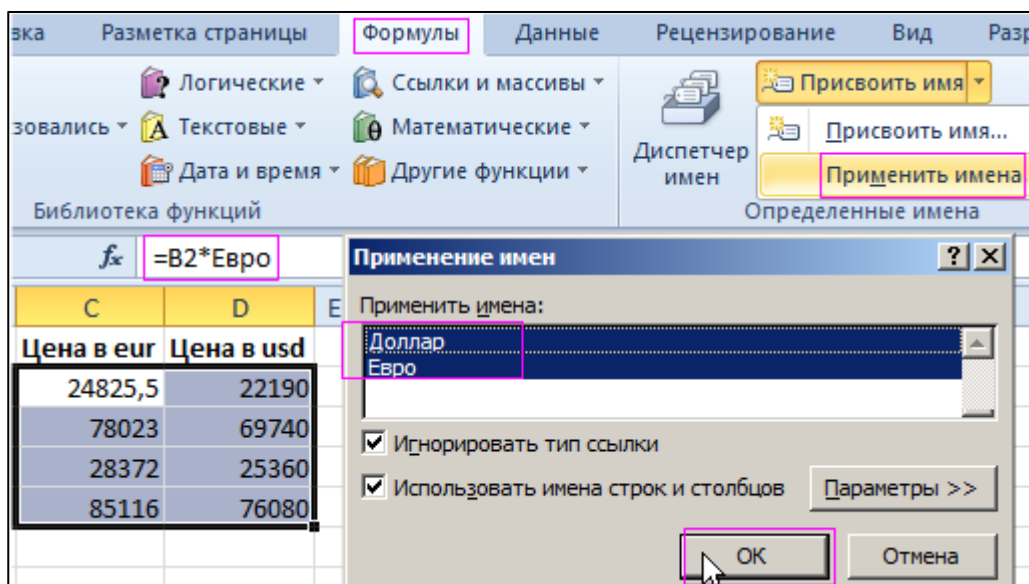 вка Разметка страницы Формулы Данные Рецензирование Вид Разр
Логические Ссылки и массивы Присвоить имя
зовались Текстовые Математические Присвоить имя...
Дата и время Другие функции Диспетчер имен Применить имена
Библиотека функций Определенные имена
fx =B2*Евро
Применение имен
C D E
Применить имена:
Цена в eur Цена в usd
Доллар
Евро
24825,5 22190
78023 69740
Игнорировать тип ссылки
28372 25360
Использовать имена строк и столбцов Параметры >>
85116 76080
ОК Отмена